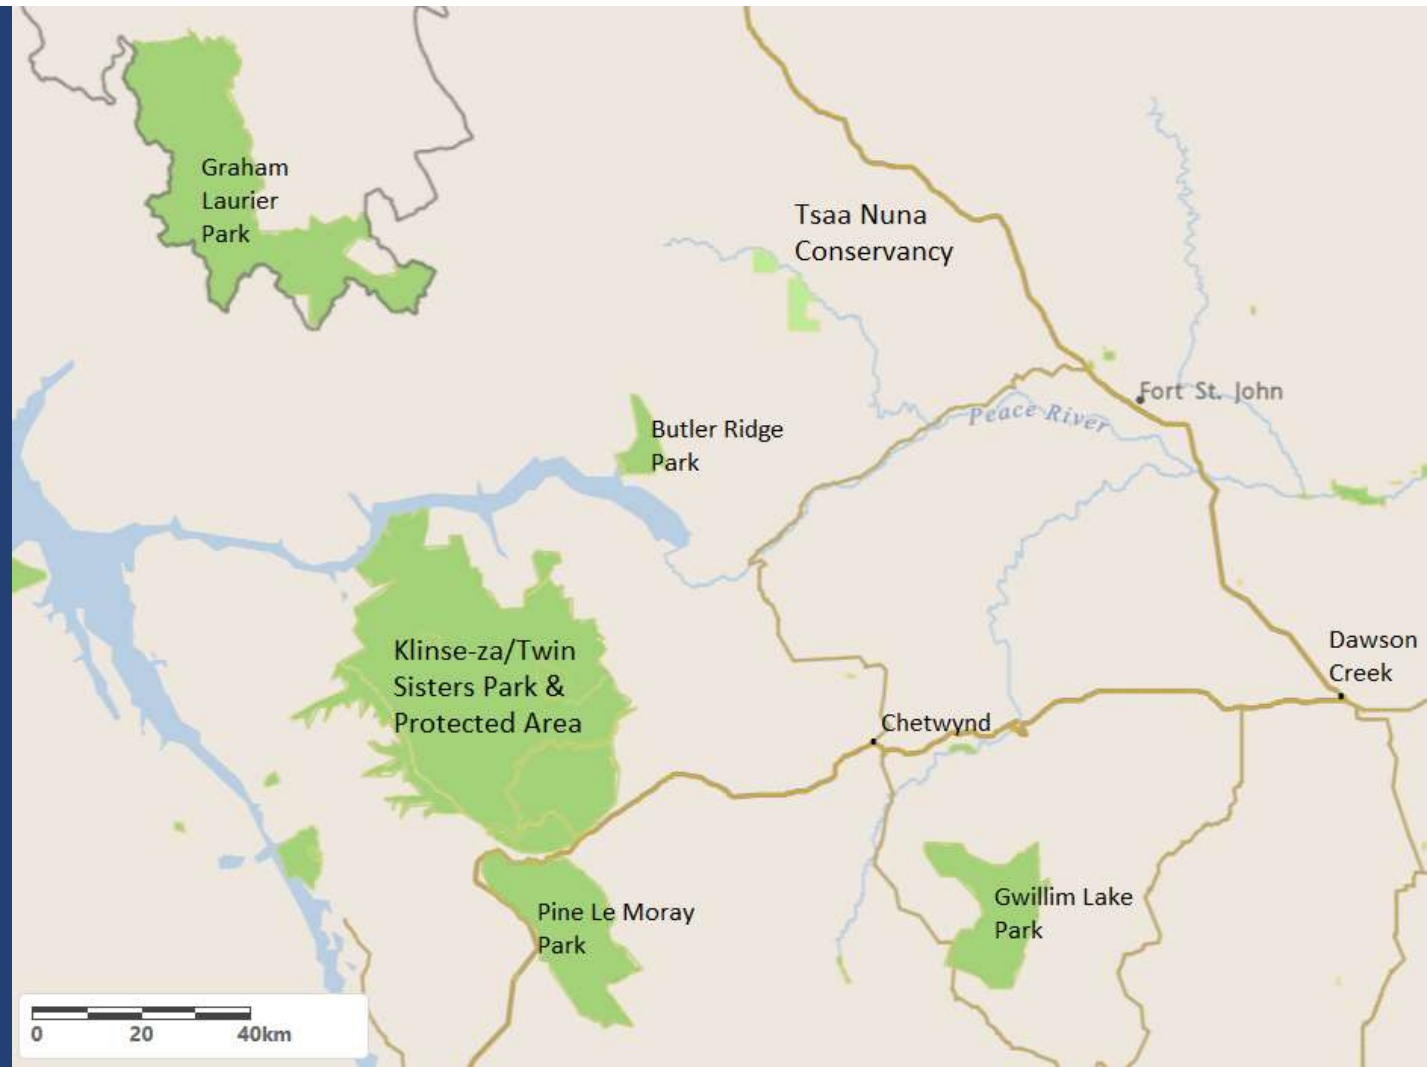 Graham
Laurier
Park
Tsaa Nuna
Conservancy
Fort St. John
Peace River
Butler Ridge
Park
Klinse-za/Twin
Sisters Park &
Protected Area
Dawson
Creek
Chetwynd
Gwillim Lake
Park
Pine Le Moray
Park
0 20 40km